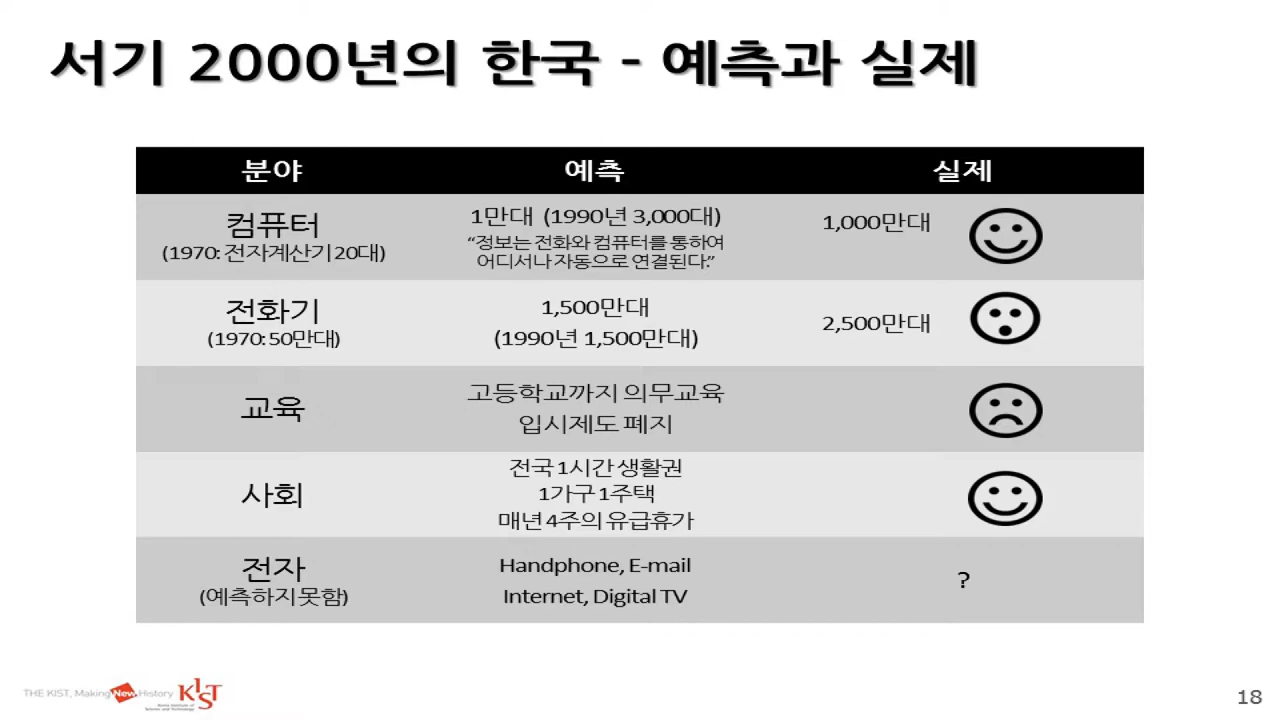 서기 2000년의 한국 - 예측과 실제
분야 예측 실제
컴퓨터
(1970: 전자계산기 20대)
1만대 (1990년 3,000대)
“정보는 전화와 컴퓨터를 통하여
어디서나 자동으로 연결된다.”
1,000만대
전화기
(1970: 50만대)
1,500만대
(1990년 1,500만대)
2,500만대
교육
고등학교까지 의무교육
입시제도 폐지
사회
전국 1시간 생활권
1가구 1주택
매년 4주의 유급휴가
전자
(예측하지 못함)
Handphone, E-mail
Internet, Digital TV
?
THE KIST, Making New History
KIST
Korea Institute of
Science and Technology
18